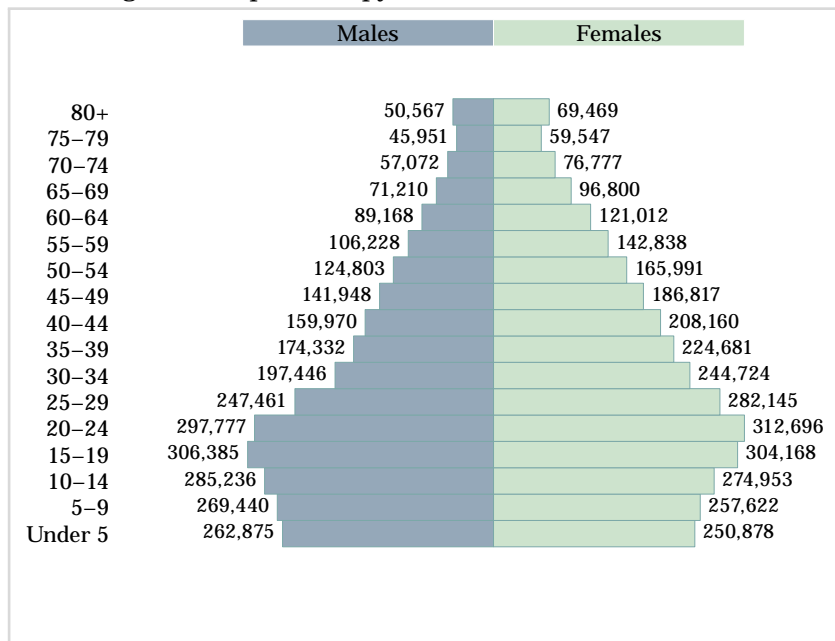 Males Females
80+ 50,567 69,469
75–79 45,951 59,547
70–74 57,072 76,777
65–69 71,210 96,800
60–64 89,168 121,012
55–59 106,228 142,838
50–54 124,803 165,991
45–49 141,948 186,817
40–44 159,970 208,160
35–39 174,332 224,681
30–34 197,446 244,724
25–29 247,461 282,145
20–24 297,777 312,696
15–19 306,385 304,168
10–14 285,236 274,953
5–9 269,440 257,622
Under 5 262,875 250,878